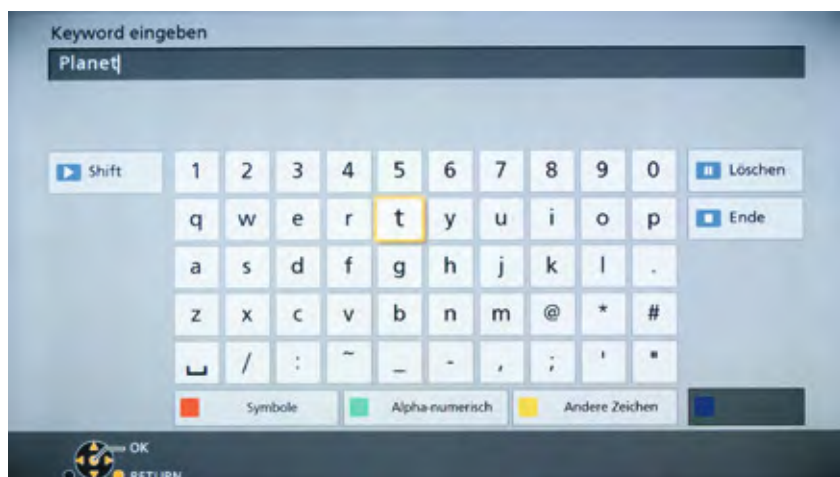 Keyword eingeben
Planet
Shift 1 2 3 4 5 6 7 8 9 0 Löschen
q w e r t y u i o p Ende
a s d f g h j k l .
z x c v b n m @ * #
␣ / : ~ _ - , ; ' "
Symbole Alpha-numerisch Andere Zeichen
OK
RETURN